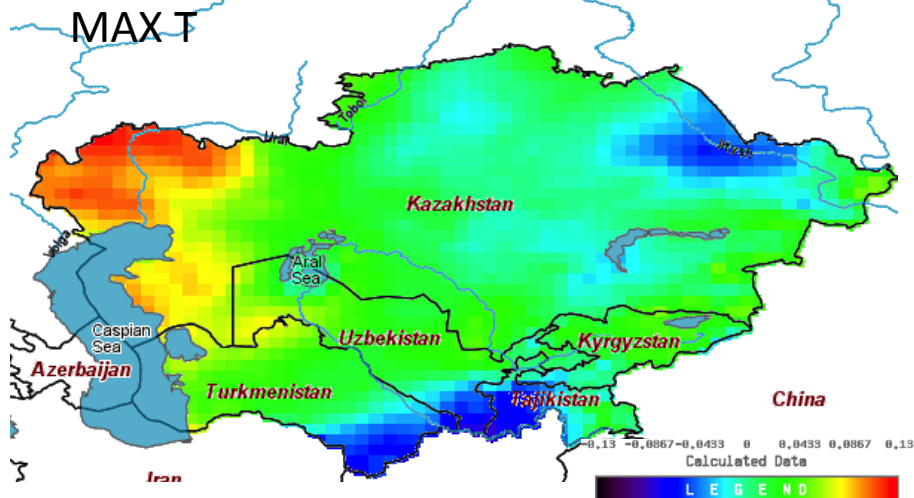 MAX T
Tobol
Ural
Irtysh
Kazakhstan
Volga
Aral
Sea
Caspian
Sea
Uzbekistan
Kyrgyzstan
Azerbaijan
Turkmenistan
Tajikistan
China
-0.13 -0.0867 -0.0433 0 0.0433 0.0867 0.13
Calculated Data
Iran
L E G E N D